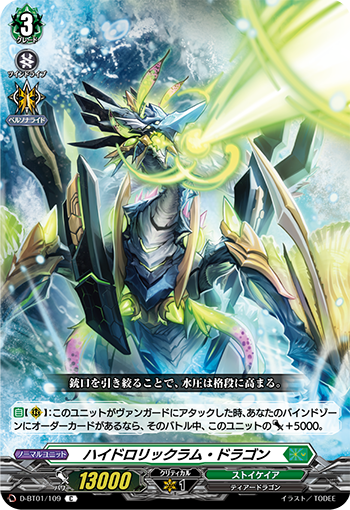 3
グレード
ツインドライブ
ペルソナライド
銃口を引き絞ることで、水圧は格段に高まる。
】:このユニットがヴァンガードにアタックした時、あなたのバインドゾー
ンにオーダーカードがあるなら、そのバトル中、このユニットの +5000。
ノーマルユニット
ハイドロリックラム・ドラゴン
パワー 13000
クリティカル
1
ストイケイア
ティアードラゴン
D-BT01/109 C
イラスト/ TODEE